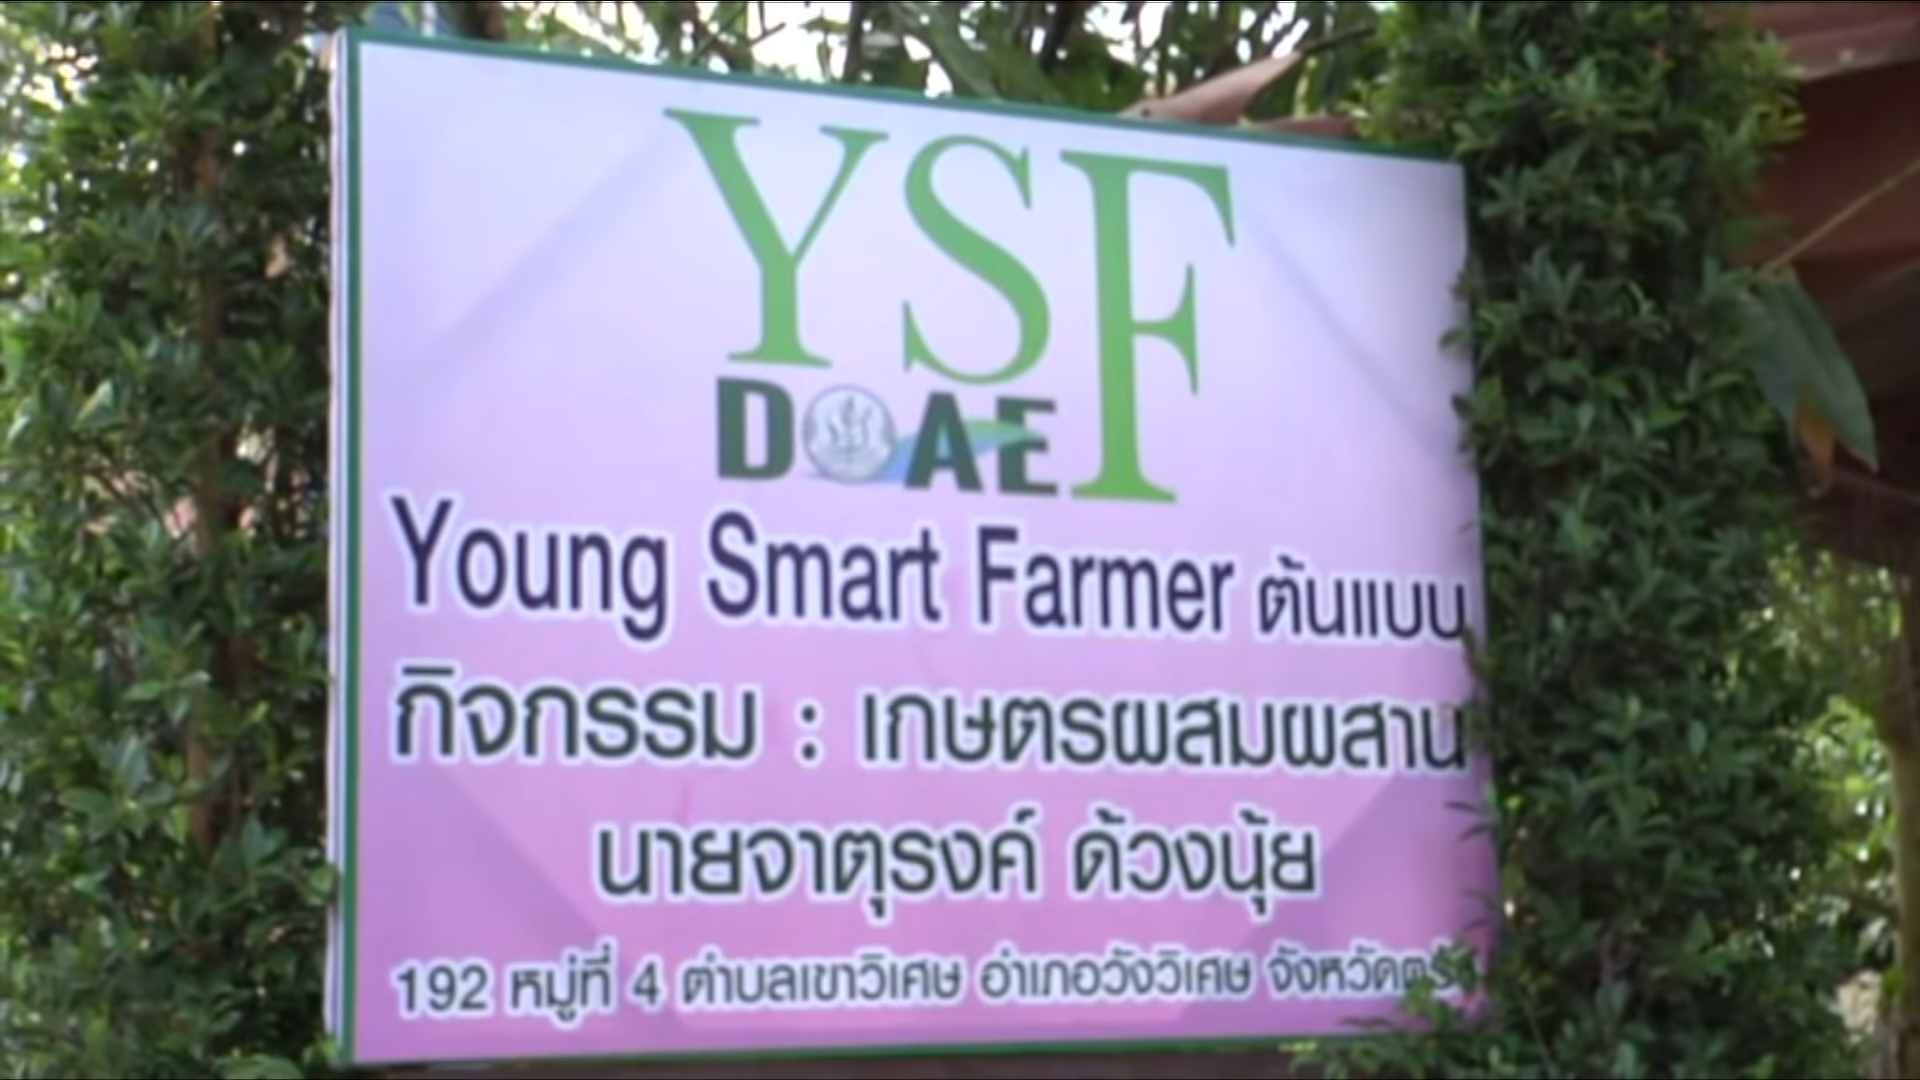 YSF
DOAE
Young Smart Farmer ต้นแบบ
กิจกรรม : เกษตรผสมผสาน
นายจาตุรงค์ ด้วงนุ้ย
192 หมู่ที่ 4 ตำบลเขาวิเศษ อำเภอวังวิเศษ จังหวัดตรัง